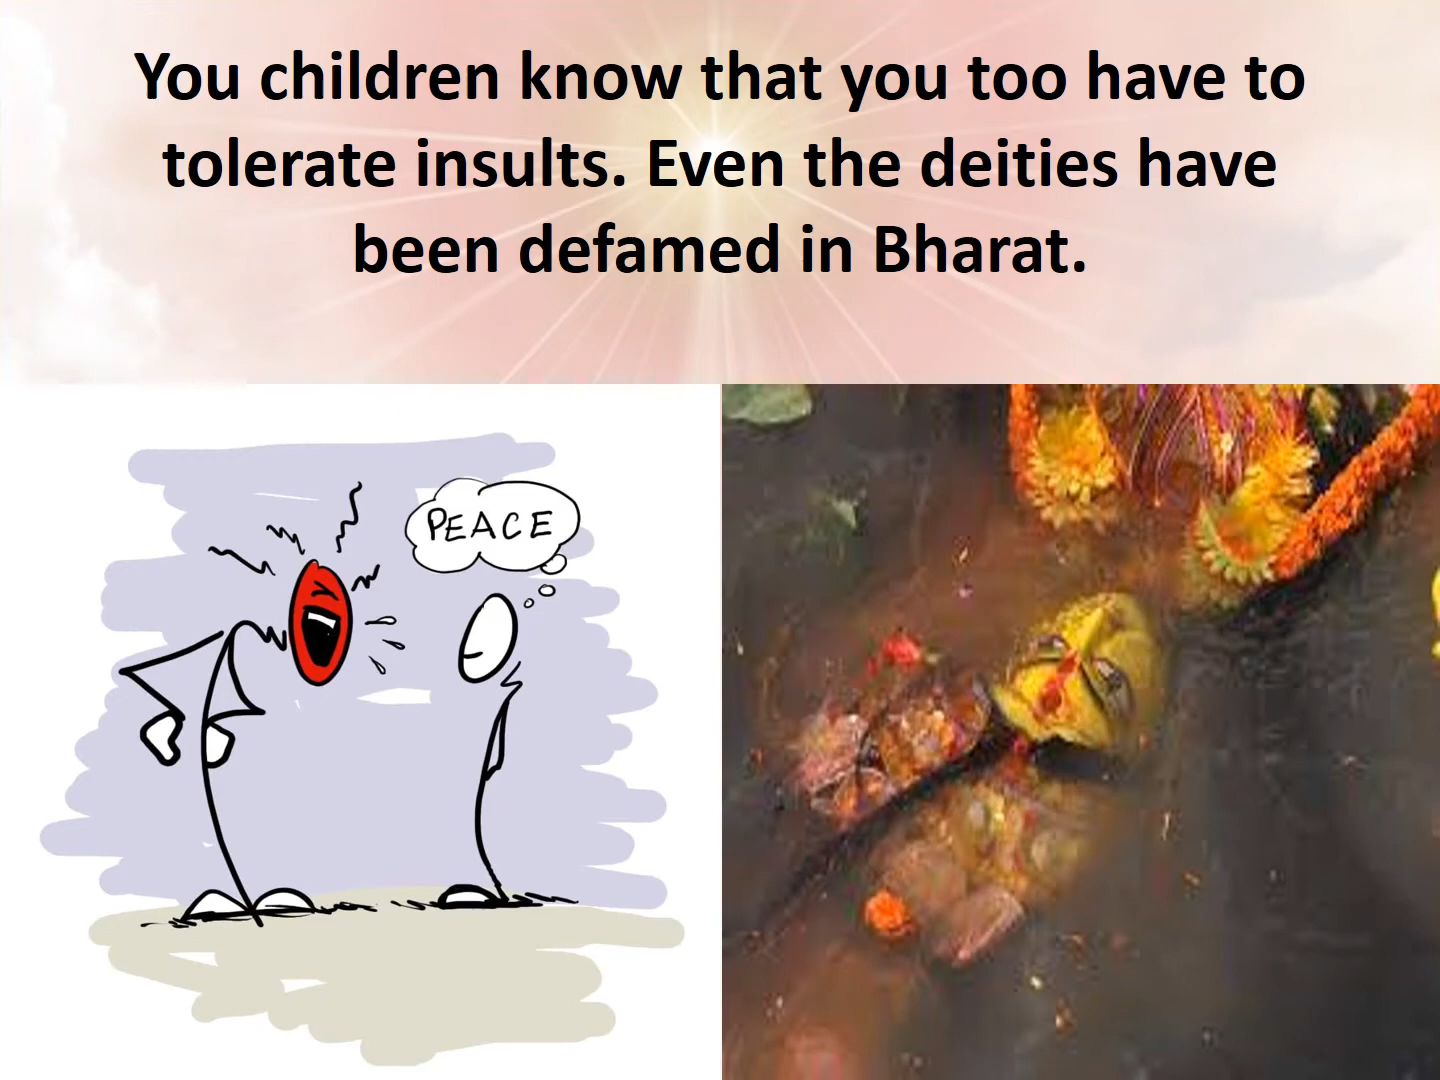 You children know that you too have to
tolerate insults. Even the deities have
been defamed in Bharat.
PEACE